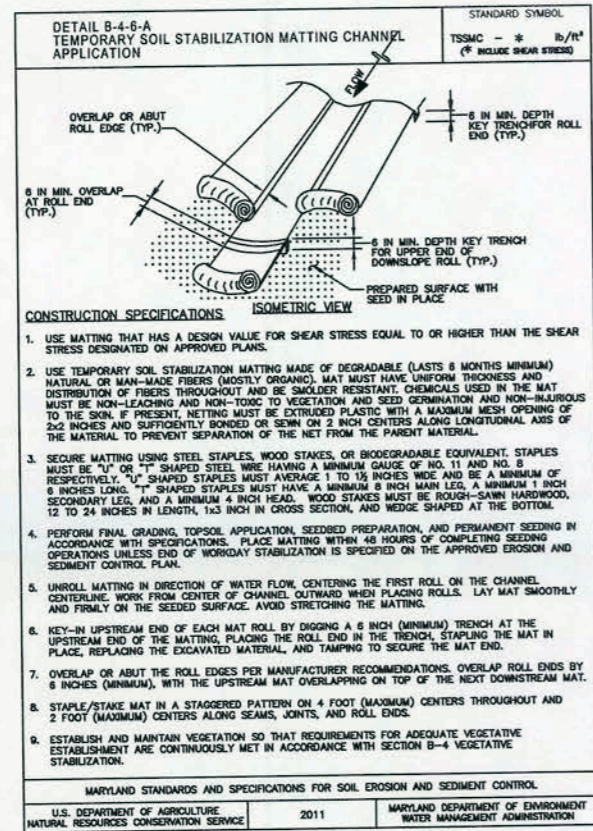 DETAIL B-4-6-A
TEMPORARY SOIL STABILIZATION MATTING CHANNEL
APPLICATION
STANDARD SYMBOL
TSSMC - * lb/ft²
(* INCLUDE SHEAR STRESS)
FLOW
OVERLAP OR ABUT
ROLL EDGE (TYP.)
6 IN MIN. DEPTH
KEY TRENCHFOR ROLL
END (TYP.)
6 IN MIN. OVERLAP
AT ROLL END
(TYP.)
6 IN MIN. DEPTH KEY TRENCH
FOR UPPER END OF
DOWNSLOPE ROLL (TYP.)
PREPARED SURFACE WITH
SEED IN PLACE
ISOMETRIC VIEW
CONSTRUCTION SPECIFICATIONS
1. USE MATTING THAT HAS A DESIGN VALUE FOR SHEAR STRESS EQUAL TO OR HIGHER THAN THE SHEAR
STRESS DESIGNATED ON APPROVED PLANS.
2. USE TEMPORARY SOIL STABILIZATION MATTING MADE OF DEGRADABLE (LASTS 6 MONTHS MINIMUM)
NATURAL OR MAN-MADE FIBERS (MOSTLY ORGANIC). MAT MUST HAVE UNIFORM THICKNESS AND
DISTRIBUTION OF FIBERS THROUGHOUT AND BE SMOLDER RESISTANT. CHEMICALS USED IN THE MAT
MUST BE NON-LEACHING AND NON-TOXIC TO VEGETATION AND SEED GERMINATION AND NON-INJURIOUS
TO THE SKIN. IF PRESENT, NETTING MUST BE EXTRUDED PLASTIC WITH A MAXIMUM MESH OPENING OF
2x2 INCHES AND SUFFICIENTLY BONDED OR SEWN ON 2 INCH CENTERS ALONG LONGITUDINAL AXIS OF
THE MATERIAL TO PREVENT SEPARATION OF THE NET FROM THE PARENT MATERIAL.
3. SECURE MATTING USING STEEL STAPLES, WOOD STAKES, OR BIODEGRADABLE EQUIVALENT. STAPLES
MUST BE "U" OR "T" SHAPED STEEL WIRE HAVING A MINIMUM GAUGE OF NO. 11 AND NO. 8
RESPECTIVELY. "U" SHAPED STAPLES MUST AVERAGE 1 TO 1½ INCHES WIDE AND BE A MINIMUM OF
6 INCHES LONG. "T" SHAPED STAPLES MUST HAVE A MINIMUM 8 INCH MAIN LEG, A MINIMUM 1 INCH
SECONDARY LEG, AND A MINIMUM 4 INCH HEAD. WOOD STAKES MUST BE ROUGH-SAWN HARDWOOD,
12 TO 24 INCHES IN LENGTH, 1x3 INCH IN CROSS SECTION, AND WEDGE SHAPED AT THE BOTTOM.
4. PERFORM FINAL GRADING, TOPSOIL APPLICATION, SEEDBED PREPARATION, AND PERMANENT SEEDING IN
ACCORDANCE WITH SPECIFICATIONS. PLACE MATTING WITHIN 48 HOURS OF COMPLETING SEEDING
OPERATIONS UNLESS END OF WORKDAY STABILIZATION IS SPECIFIED ON THE APPROVED EROSION AND
SEDIMENT CONTROL PLAN.
5. UNROLL MATTING IN DIRECTION OF WATER FLOW, CENTERING THE FIRST ROLL ON THE CHANNEL
CENTERLINE. WORK FROM CENTER OF CHANNEL OUTWARD WHEN PLACING ROLLS. LAY MAT SMOOTHLY
AND FIRMLY ON THE SEEDED SURFACE. AVOID STRETCHING THE MATTING.
6. KEY-IN UPSTREAM END OF EACH MAT ROLL BY DIGGING A 6 INCH (MINIMUM) TRENCH AT THE
UPSTREAM END OF THE MATTING, PLACING THE ROLL END IN THE TRENCH, STAPLING THE MAT IN
PLACE, REPLACING THE EXCAVATED MATERIAL, AND TAMPING TO SECURE THE MAT END.
7. OVERLAP OR ABUT THE ROLL EDGES PER MANUFACTURER RECOMMENDATIONS. OVERLAP ROLL ENDS BY
6 INCHES (MINIMUM), WITH THE UPSTREAM MAT OVERLAPPING ON TOP OF THE NEXT DOWNSTREAM MAT.
8. STAPLE/STAKE MAT IN A STAGGERED PATTERN ON 4 FOOT (MAXIMUM) CENTERS THROUGHOUT AND
2 FOOT (MAXIMUM) CENTERS ALONG SEAMS, JOINTS, AND ROLL ENDS.
9. ESTABLISH AND MAINTAIN VEGETATION SO THAT REQUIREMENTS FOR ADEQUATE VEGETATIVE
ESTABLISHMENT ARE CONTINUOUSLY MET IN ACCORDANCE WITH SECTION B-4 VEGETATIVE
STABILIZATION.
MARYLAND STANDARDS AND SPECIFICATIONS FOR SOIL EROSION AND SEDIMENT CONTROL
U.S. DEPARTMENT OF AGRICULTURE
NATURAL RESOURCES CONSERVATION SERVICE
2011
MARYLAND DEPARTMENT OF ENVIRONMENT
WATER MANAGEMENT ADMINISTRATION